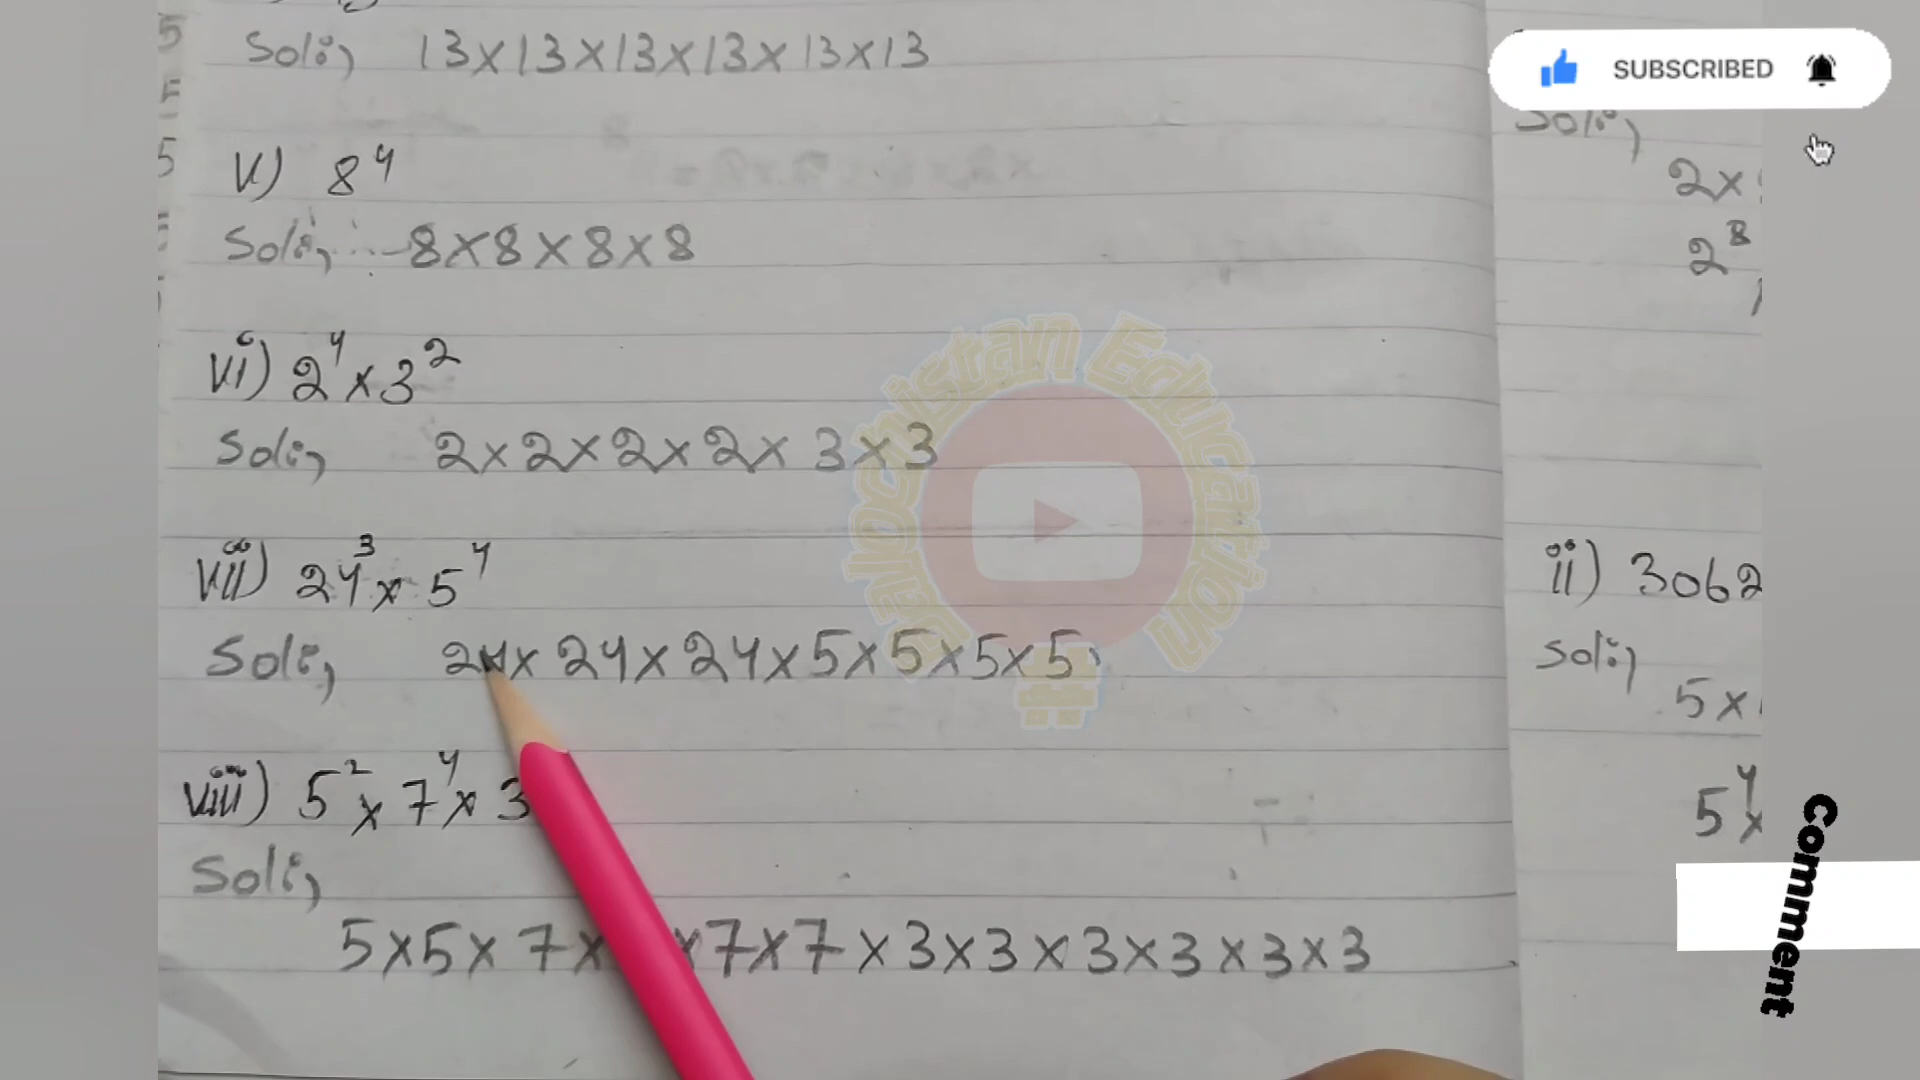 Sol:, 13×13×13×13×13×13
v) 8⁴
Sol:, 8×8×8×8
vi) 2⁴×3²
Sol:, 2×2×2×2×3×3
vii) 24³×5⁴
Sol:, 24×24×24×5×5×5×5
viii) 5²×7⁴×3
Sol:,
5×5×7× ×7×7×3×3×3×3×3×3
Sol:,
2×
2⁸
ii) 3062
Sol:,
5×
5⁴×
SUBSCRIBED
Comment
Balochistan Education
#